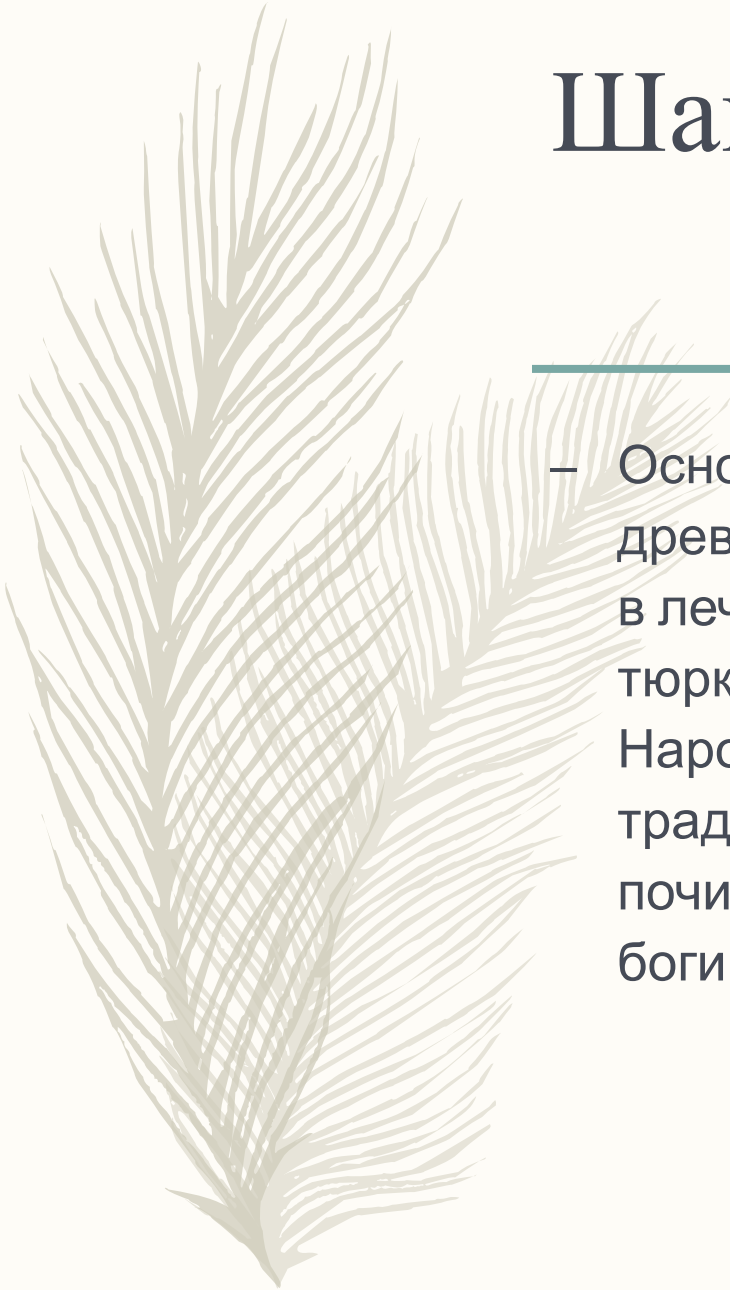 Ша
– Осно
древ
в леч
тюрк
Наро
трад
почи
боги